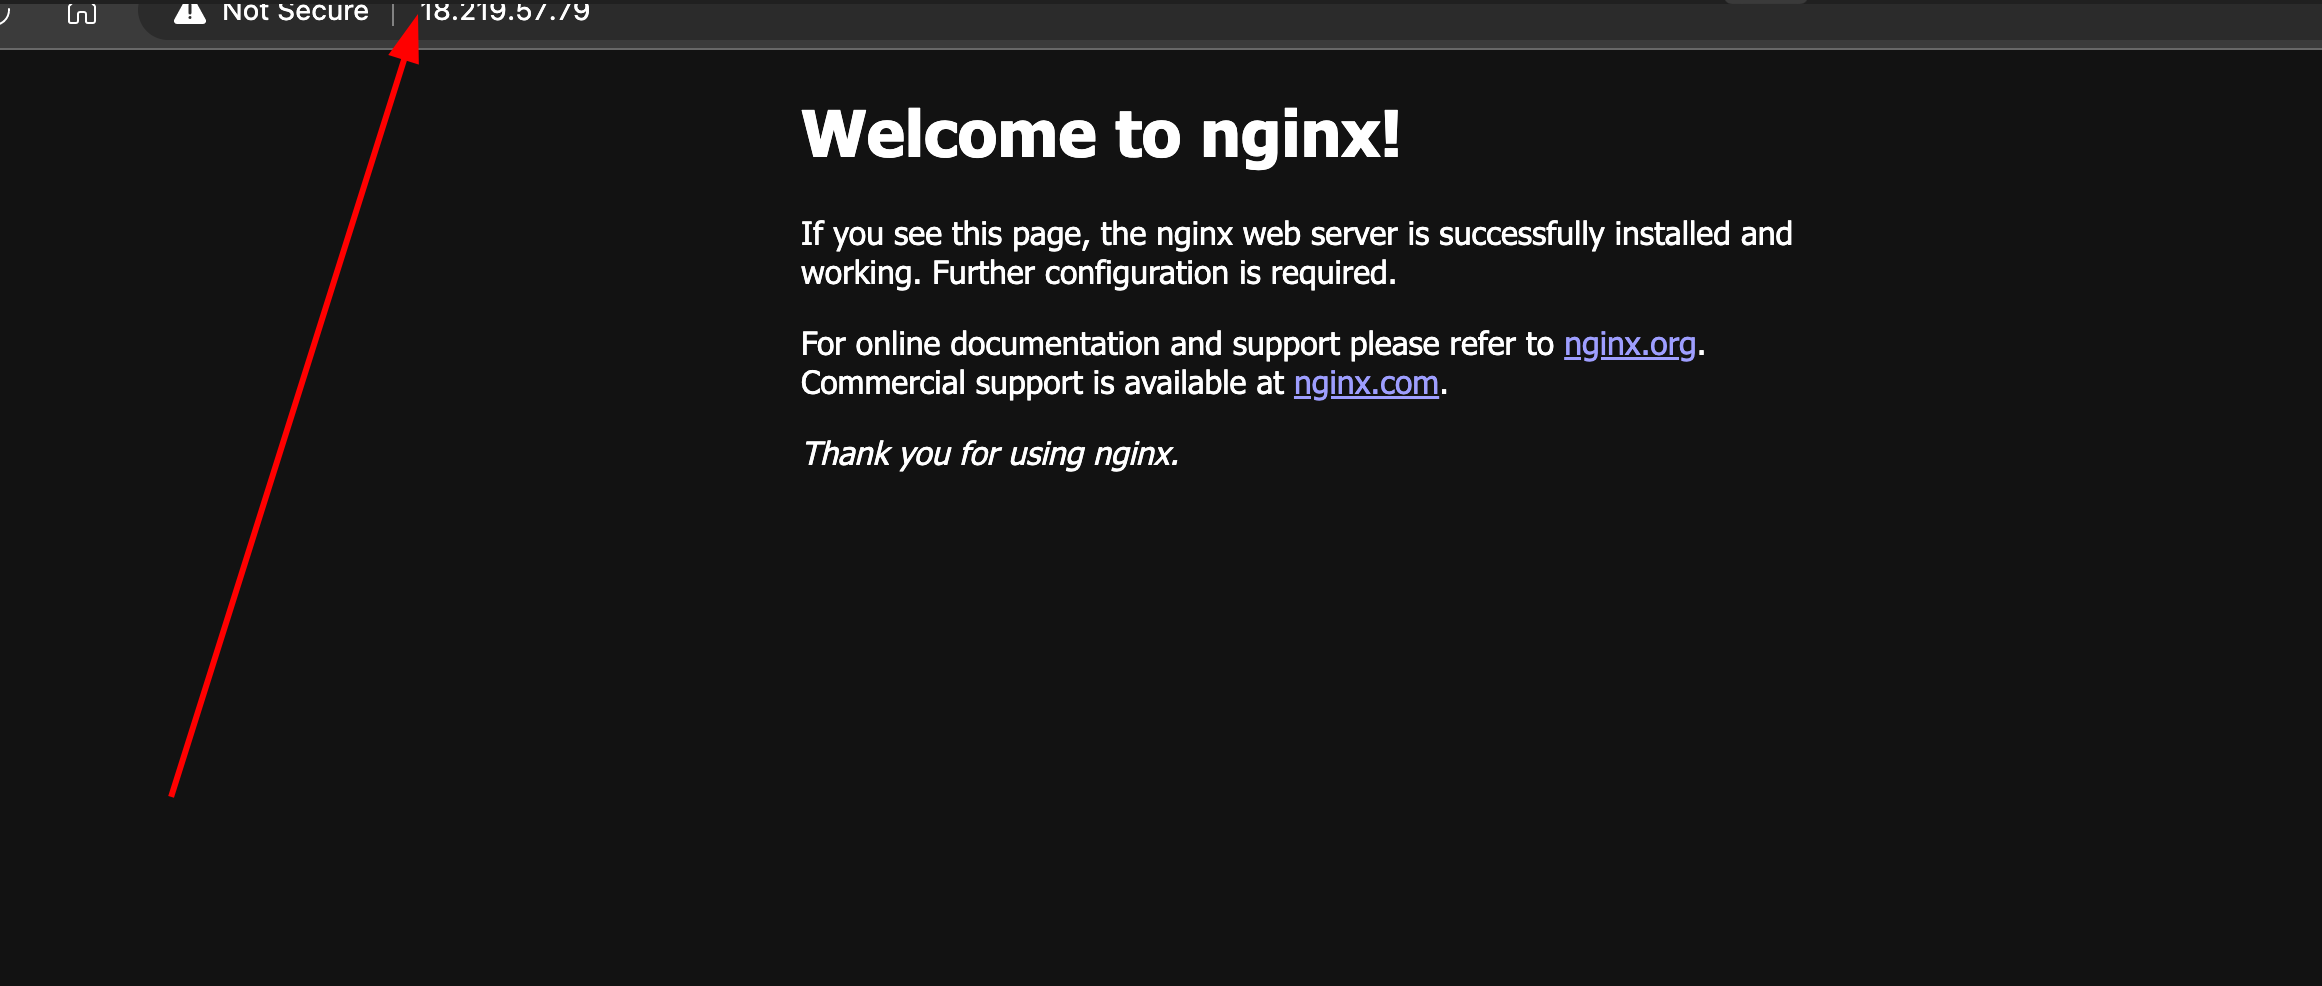 Not Secure | 18.219.57.79
Welcome to nginx!
If you see this page, the nginx web server is successfully installed and
working. Further configuration is required.
For online documentation and support please refer to nginx.org.
Commercial support is available at nginx.com.
Thank you for using nginx.